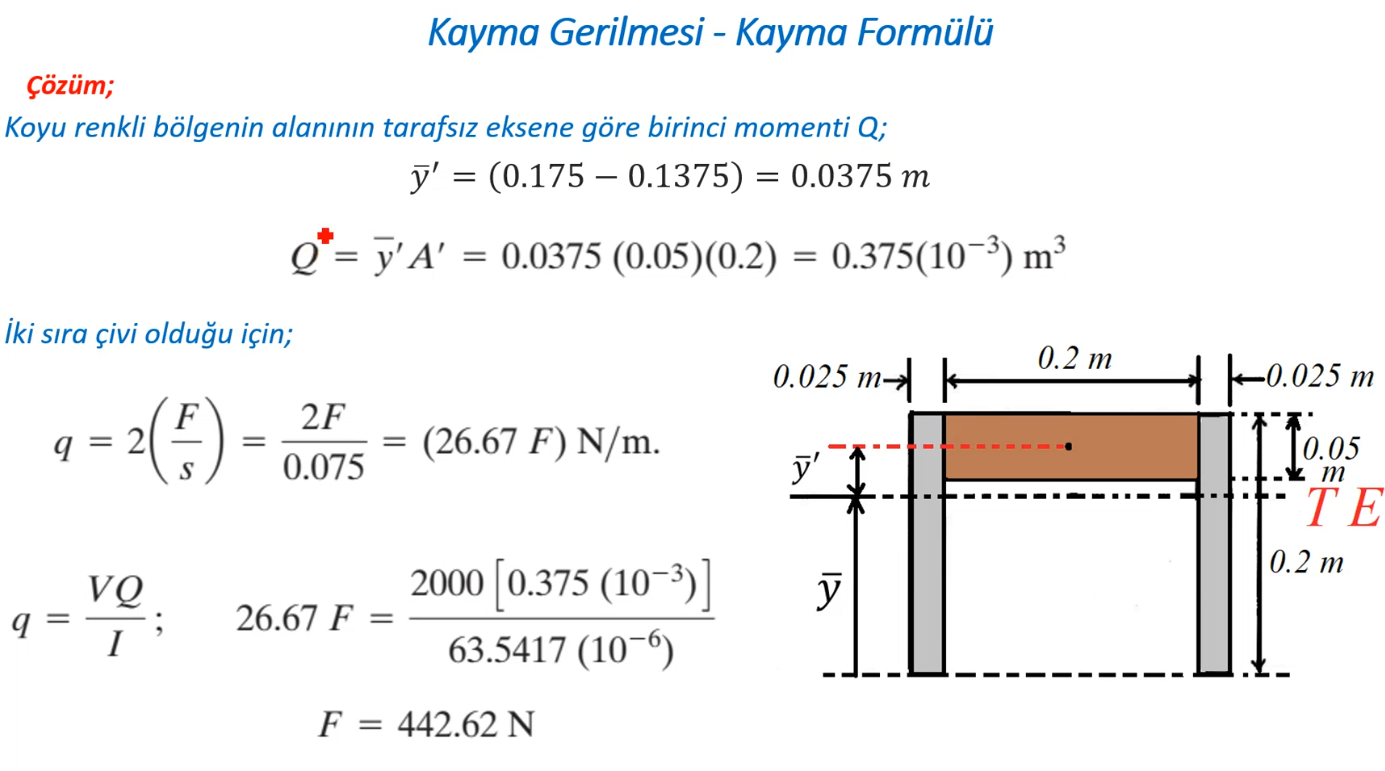 Kayma Gerilmesi - Kayma Formülü
Çözüm;
Koyu renkli bölgenin alanının tarafsız eksene göre birinci momenti Q;
y̅′ = (0.175 − 0.1375) = 0.0375 m
Q = y̅′A′ = 0.0375 (0.05)(0.2) = 0.375(10⁻³) m³
İki sıra çivi olduğu için;
q = 2(F/s) = 2F/0.075 = (26.67 F) N/m.
q = VQ/I ; 26.67 F = 2000 [0.375 (10⁻³)]/63.5417 (10⁻⁶)
F = 442.62 N
0.025 m
0.2 m
0.025 m
0.05 m
y̅′
T E
0.2 m
y̅